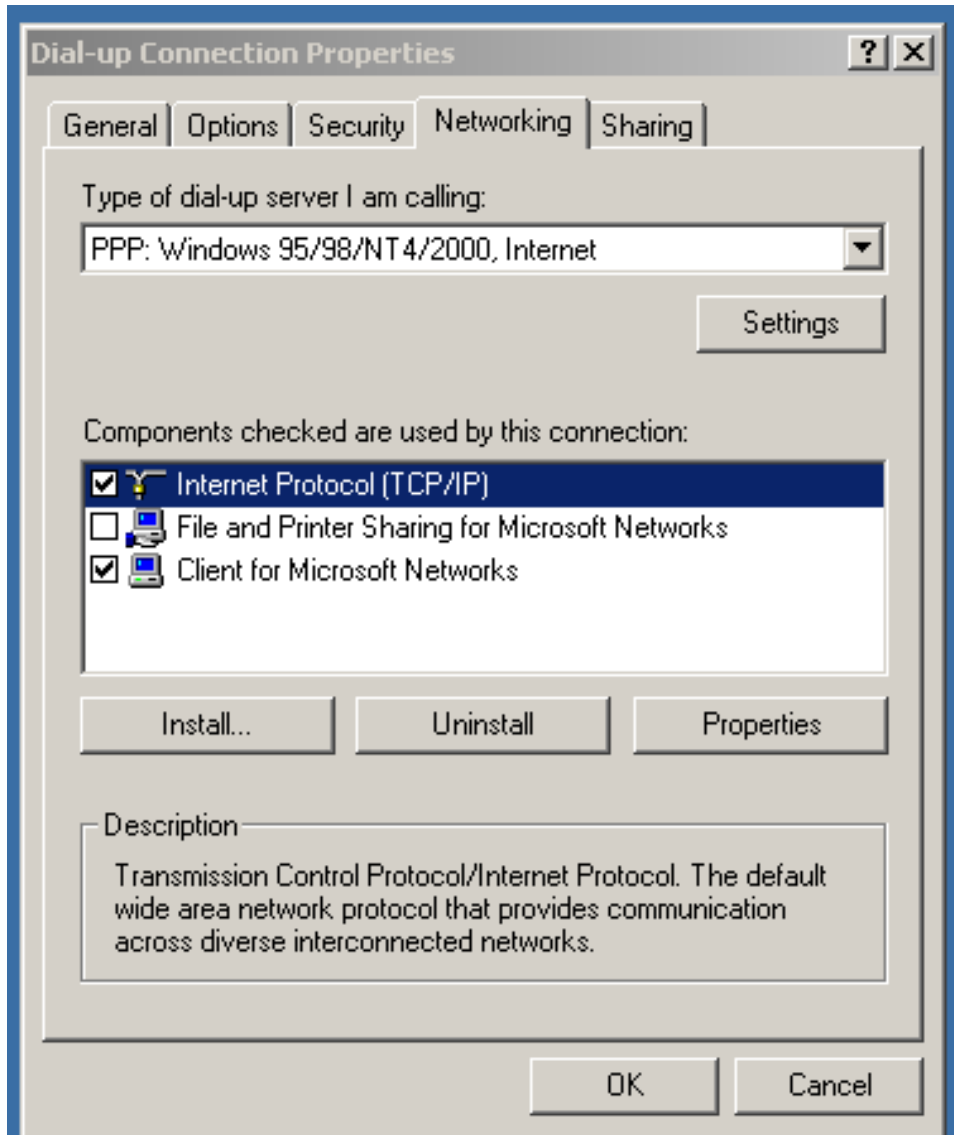 Dial-up Connection Properties
General Options Security Networking Sharing
Type of dial-up server I am calling:
PPP: Windows 95/98/NT4/2000, Internet
Settings
Components checked are used by this connection:
Internet Protocol (TCP/IP)
File and Printer Sharing for Microsoft Networks
Client for Microsoft Networks
Install... Uninstall Properties
Description
Transmission Control Protocol/Internet Protocol. The default
wide area network protocol that provides communication
across diverse interconnected networks.
OK Cancel